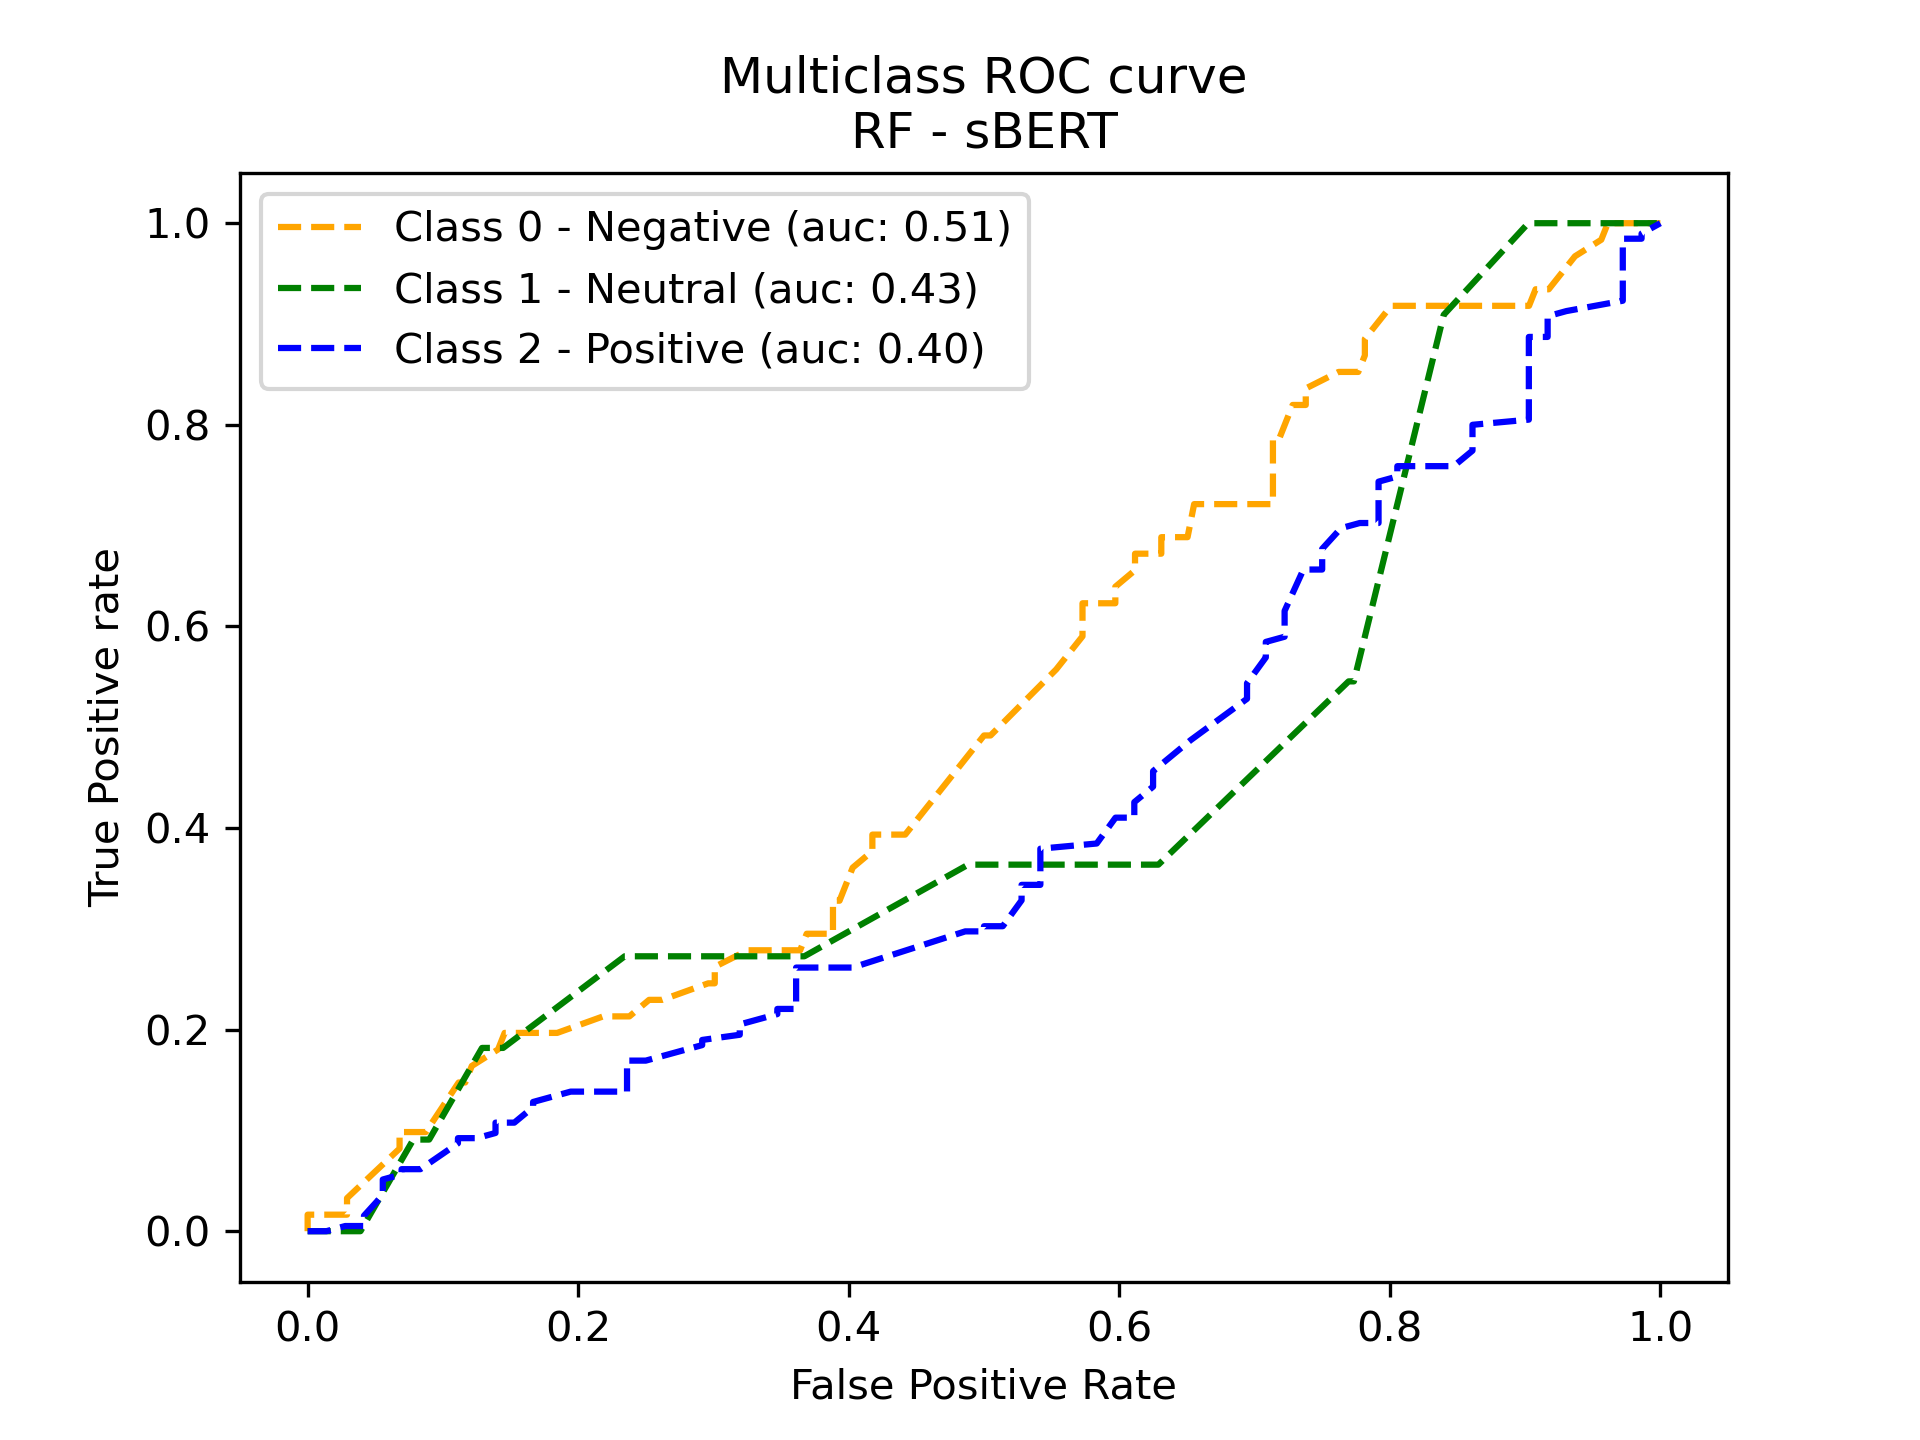 Multiclass ROC curve
RF - sBERT
Class 0 - Negative (auc: 0.51)
Class 1 - Neutral (auc: 0.43)
Class 2 - Positive (auc: 0.40)
True Positive rate
1.0
0.8
0.6
0.4
0.2
0.0
0.0 0.2 0.4 0.6 0.8 1.0
False Positive Rate